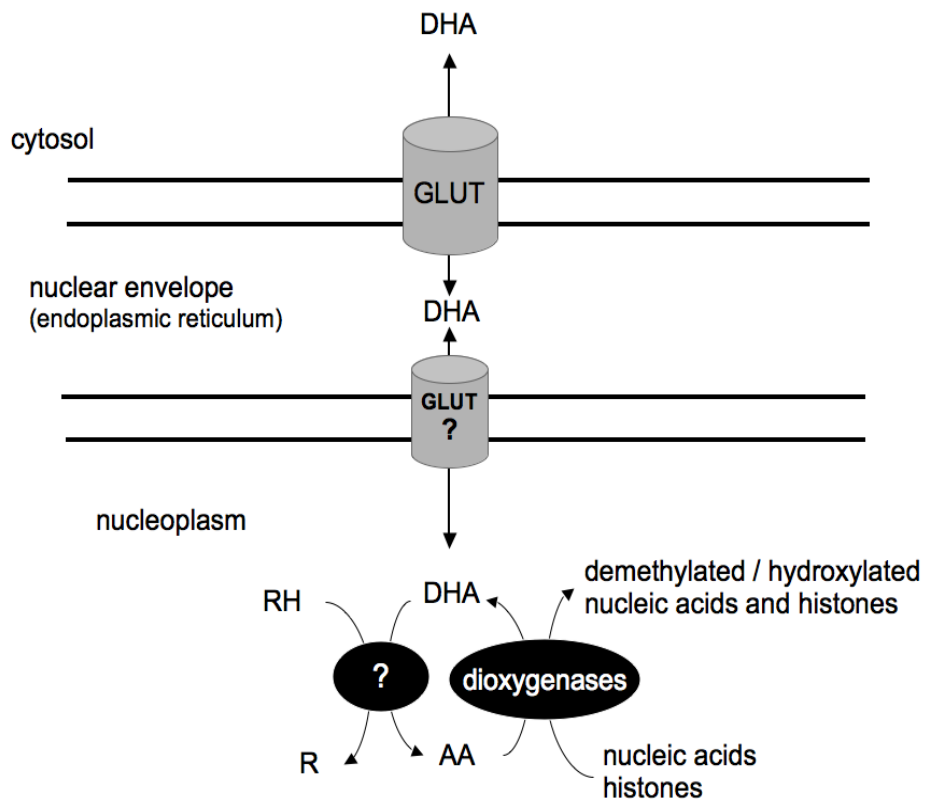 DHA
cytosol
GLUT
nuclear envelope
(endoplasmic reticulum)
DHA
GLUT
?
nucleoplasm
demethylated / hydroxylated
nucleic acids and histones
RH
DHA
?
dioxygenases
R
AA
nucleic acids
histones